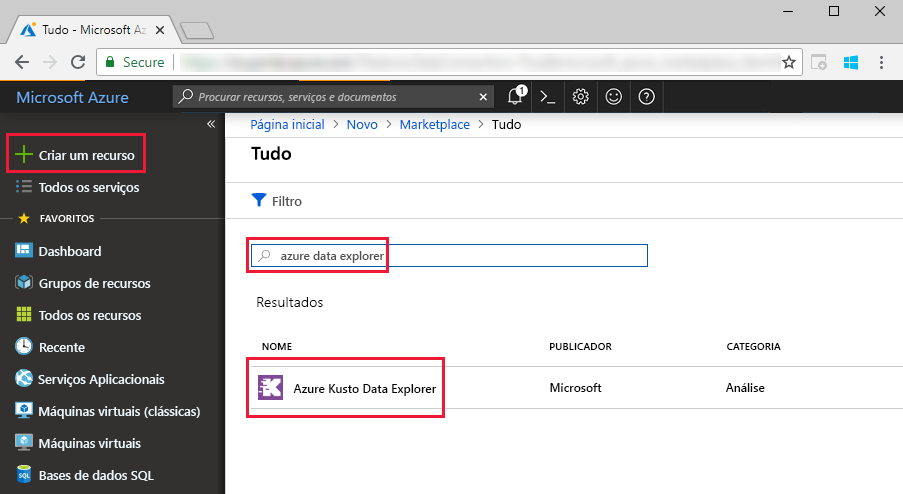 Tudo - Microsoft Az
Secure
Microsoft Azure
Procurar recursos, serviços e documentos
1
Página inicial > Novo > Marketplace > Tudo
Criar um recurso
Todos os serviços
FAVORITOS
Dashboard
Grupos de recursos
Todos os recursos
Recente
Serviços Aplicacionais
Máquinas virtuais (clássicas)
Máquinas virtuais
Bases de dados SQL
Tudo
Filtro
azure data explorer
Resultados
NOME PUBLICADOR CATEGORIA
Azure Kusto Data Explorer Microsoft Análise